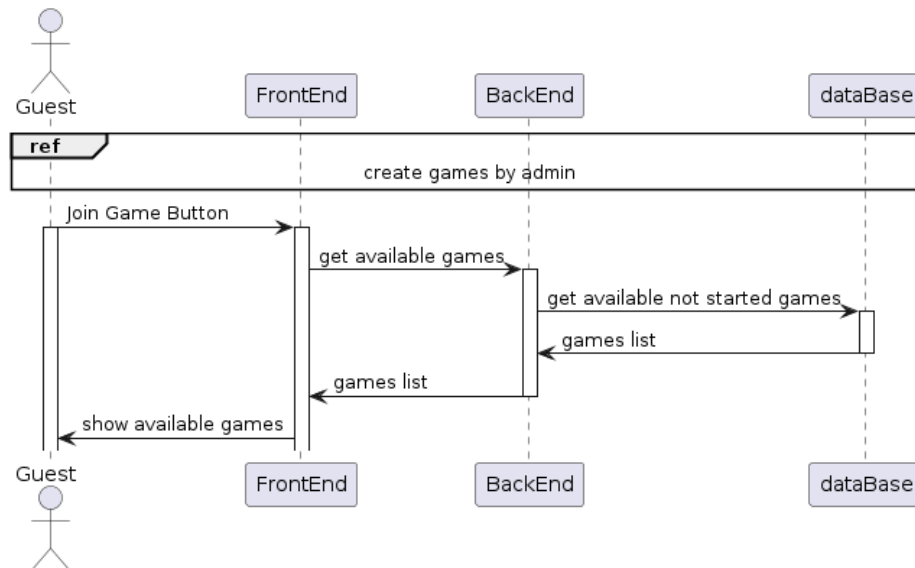 Guest
FrontEnd
BackEnd
dataBase
ref
create games by admin
Join Game Button
get available games
get available not started games
games list
games list
show available games
Guest
FrontEnd
BackEnd
dataBase